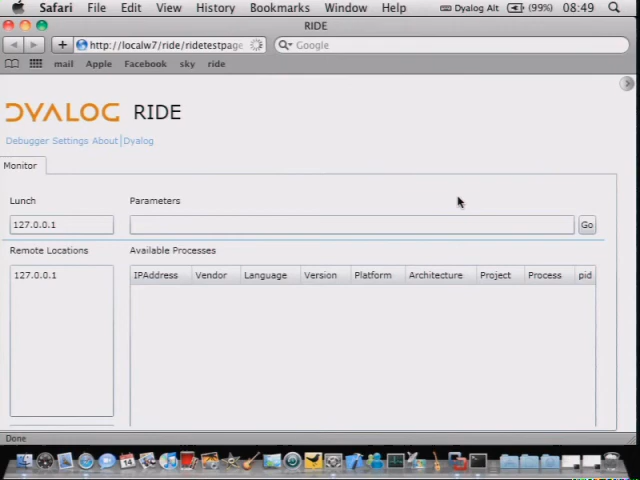 Safari File Edit View History Bookmarks Window Help Dyalog Alt (99%) 08:49
RIDE
http://localw7/ride/ridetestpage Google
mail Apple Facebook sky ride
DYALOG RIDE
Debugger Settings About Dyalog
Monitor
Lunch Parameters
127.0.0.1 Go
Remote Locations Available Processes
127.0.0.1 IPAddress Vendor Language Version Platform Architecture Project Process pid
Done